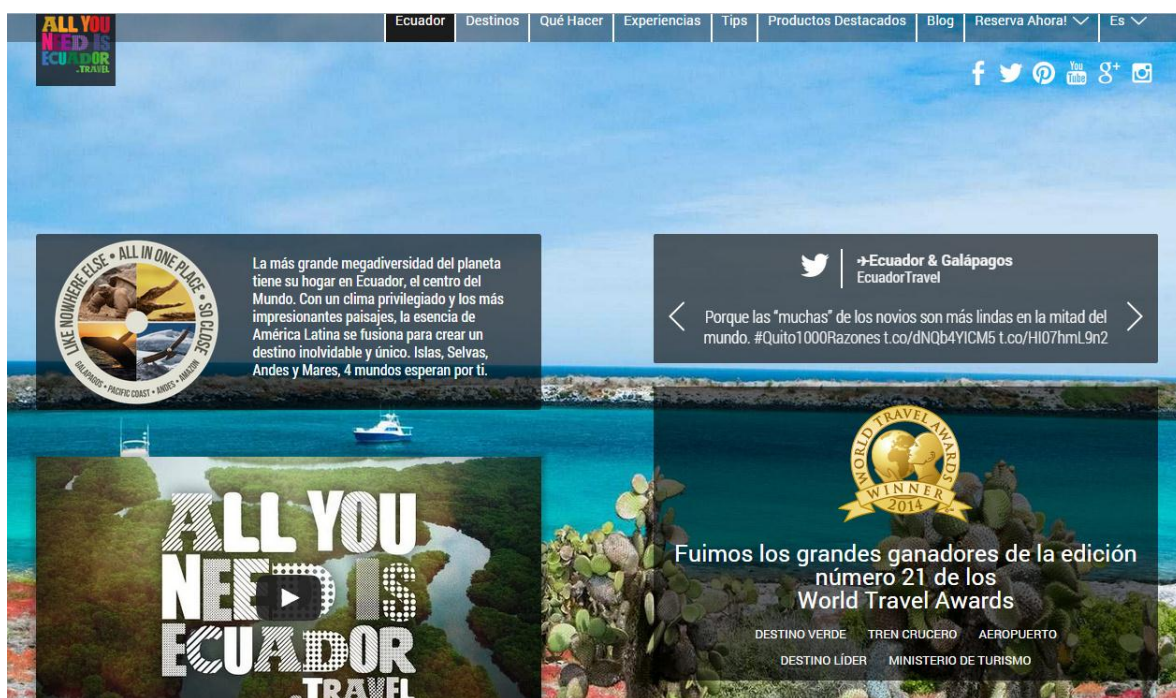 ALL YOU
NEED IS
ECUADOR
.TRAVEL
Ecuador Destinos Qué Hacer Experiencias Tips Productos Destacados Blog Reserva Ahora! Es
f You Tube g+
LIKE NOWHERE ELSE • ALL IN ONE PLACE • SO CLOSE
GALAPAGOS • PACIFIC COAST • ANDES • AMAZON
La más grande megadiversidad del planeta
tiene su hogar en Ecuador, el centro del
Mundo. Con un clima privilegiado y los más
impresionantes paisajes, la esencia de
América Latina se fusiona para crear un
destino inolvidable y único. Islas, Selvas,
Andes y Mares, 4 mundos esperan por ti.
Ecuador & Galápagos
EcuadorTravel
Porque las "muchas" de los novios son más lindas en la mitad del
mundo. #Quito1000Razones t.co/dNQb4YICM5 t.co/HI07hmL9n2
ALL YOU
NEED IS
ECUADOR
.TRAVEL
WORLD TRAVEL AWARDS
WINNER
2014
Fuimos los grandes ganadores de la edición
número 21 de los
World Travel Awards
DESTINO VERDE TREN CRUCERO AEROPUERTO
DESTINO LÍDER MINISTERIO DE TURISMO